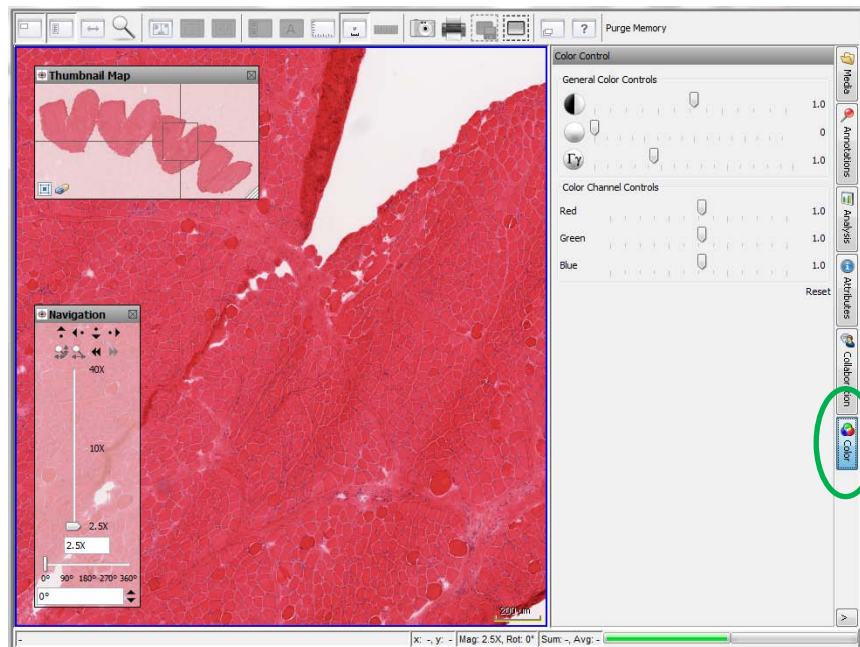 Purge Memory
Thumbnail Map
Navigation
40X
10X
2.5X
2.5X
0° 90° 180° 270° 360°
0°
200 µm
Color Control
General Color Controls
1.0
0
Γγ 1.0
Color Channel Controls
Red 1.0
Green 1.0
Blue 1.0
Reset
Media
Annotations
Analysis
Attributes
Collaboration
Color
>
- x: -, y: - Mag: 2.5X, Rot: 0° Sum: -, Avg: -